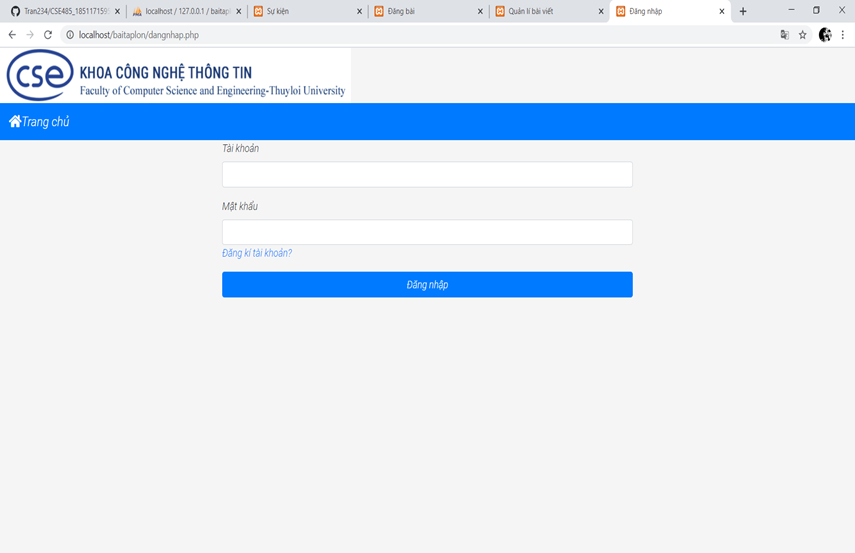 Tran234/CSE485_1851171595
localhost / 127.0.0.1 / baitapl
Sự kiện
Đăng bài
Quản lí bài viết
Đăng nhập
localhost/baitaplon/dangnhap.php
cse
KHOA CÔNG NGHỆ THÔNG TIN
Faculty of Computer Science and Engineering-Thuyloi University
Trang chủ
Tài khoản
Mật khẩu
Đăng kí tài khoản?
Đăng nhập